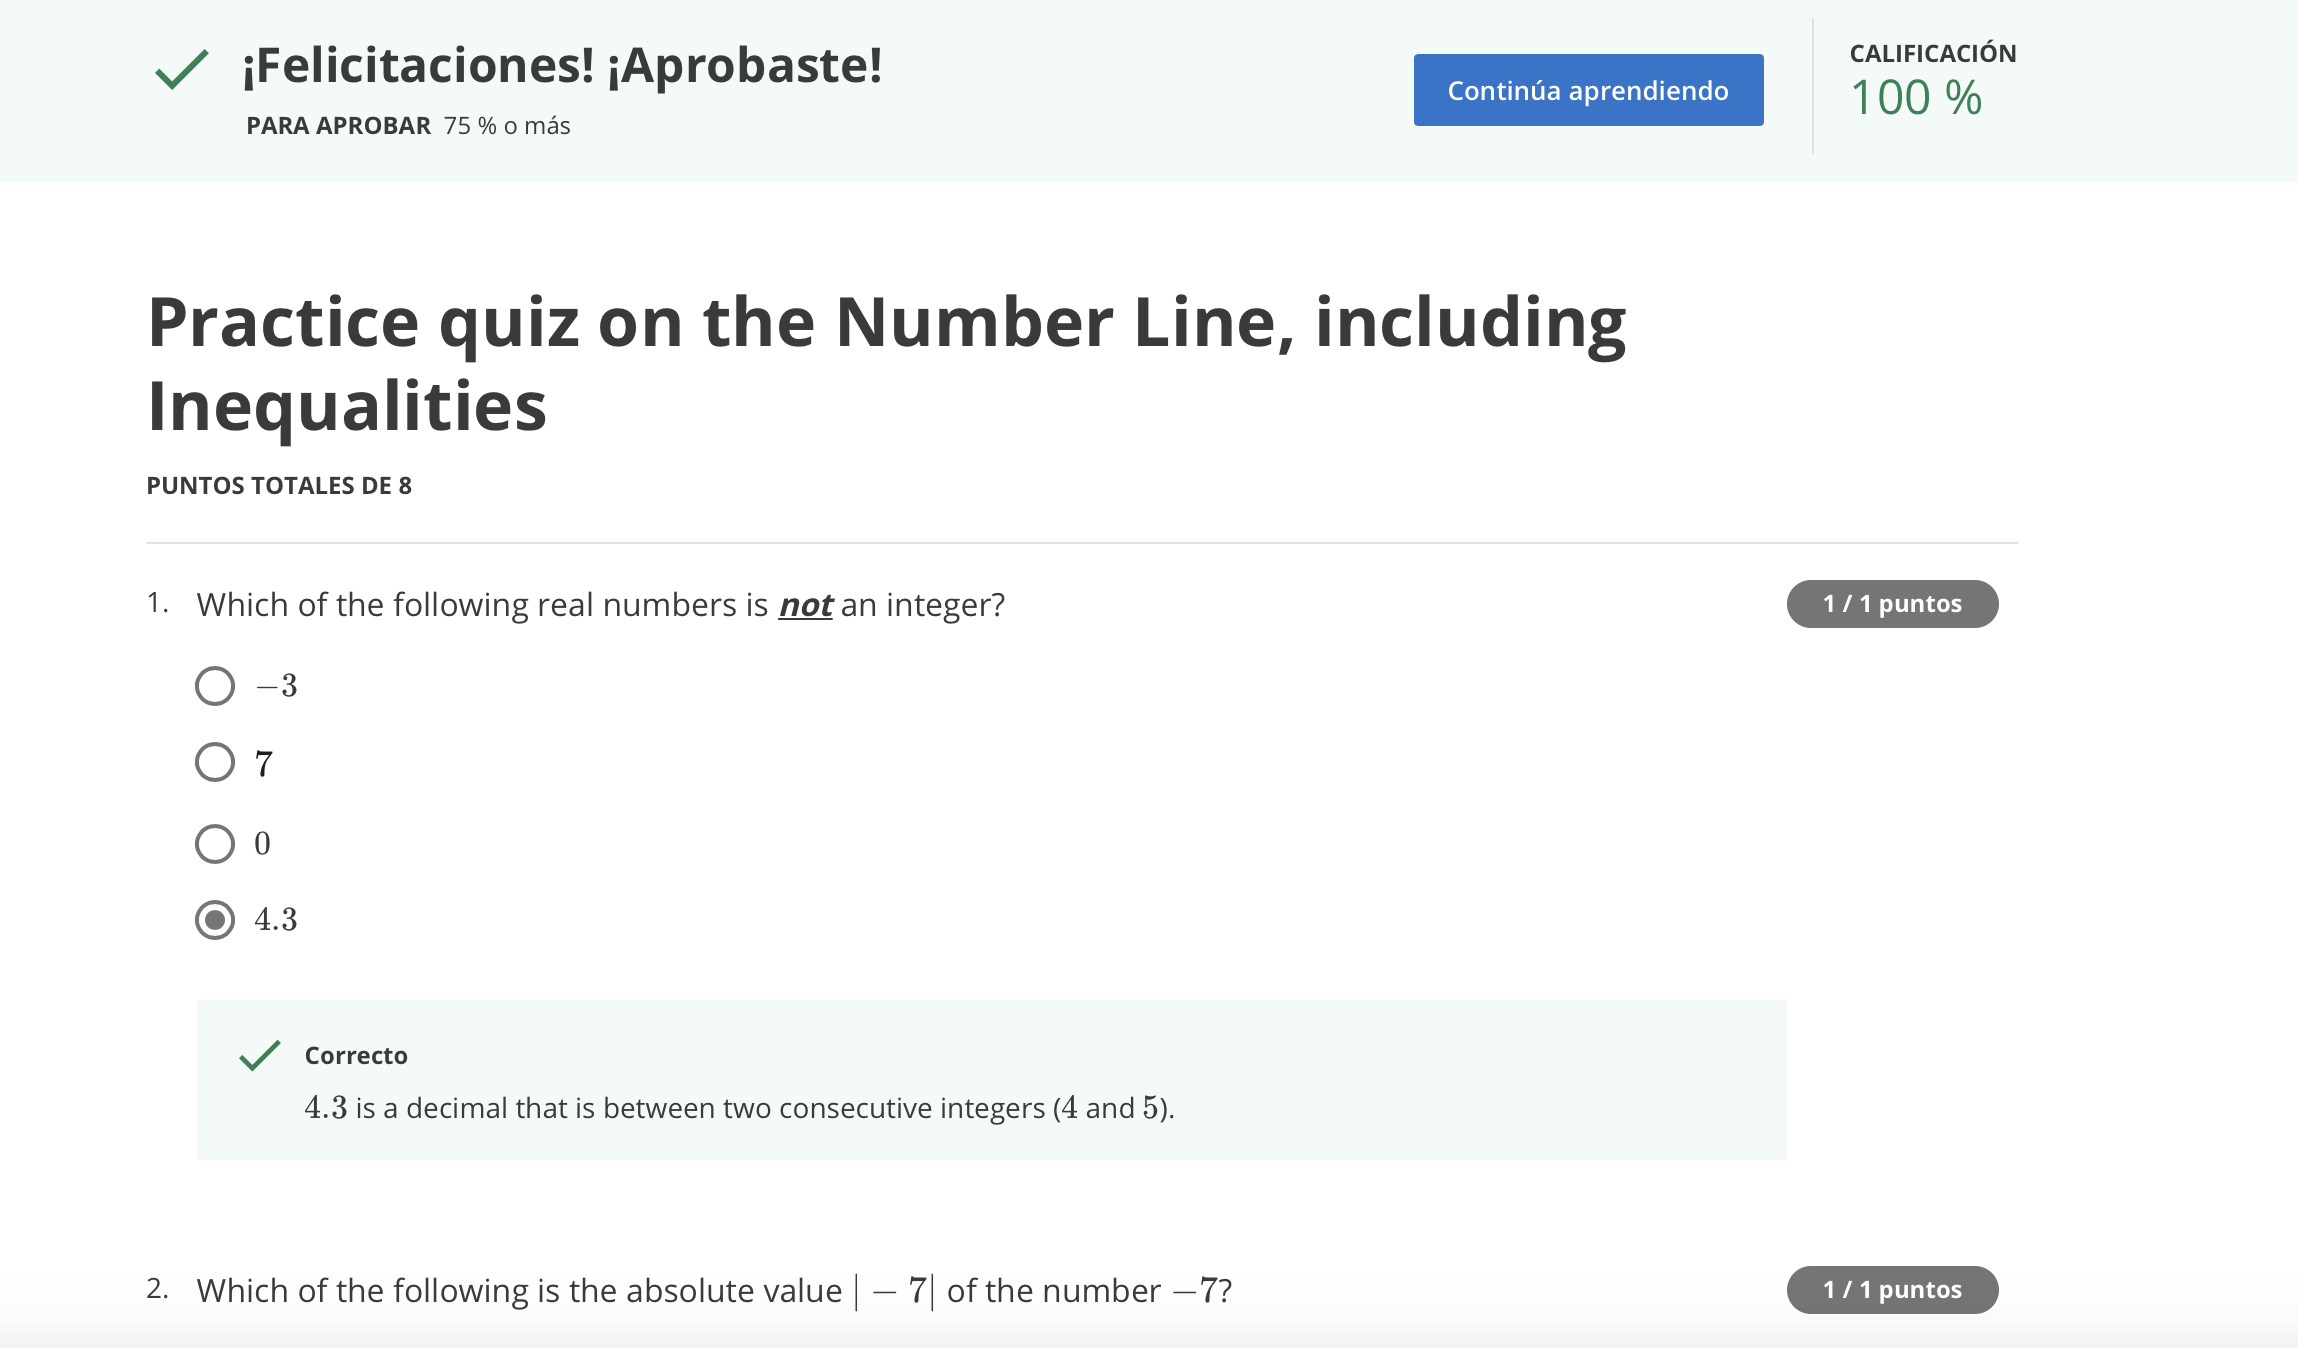 ¡Felicitaciones! ¡Aprobaste!
PARA APROBAR 75 % o más
Continúa aprendiendo
CALIFICACIÓN
100 %
Practice quiz on the Number Line, including
Inequalities
PUNTOS TOTALES DE 8
1. Which of the following real numbers is not an integer?
1 / 1 puntos
−3
7
0
4.3
Correcto
4.3 is a decimal that is between two consecutive integers (4 and 5).
2. Which of the following is the absolute value | − 7| of the number −7?
1 / 1 puntos